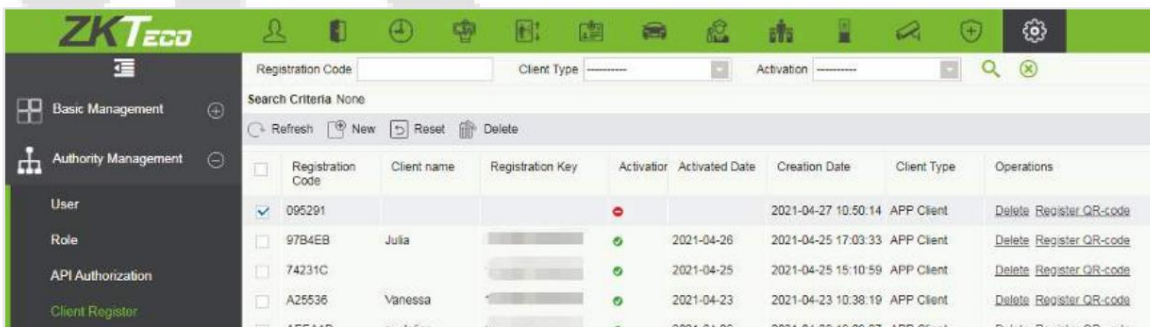 ZKTeco
Registration Code Client Type ---------- Activation ----------
Basic Management
Search Criteria None
Refresh New Reset Delete
Authority Management
Registration Code Client name Registration Key Activation Activated Date Creation Date Client Type Operations
User
095291 2021-04-27 10:50:14 APP Client Delete Register QR-code
Role
97B4EB Julia 2021-04-26 2021-04-25 17:03:33 APP Client Delete Register QR-code
API Authorization
74231C 2021-04-25 2021-04-25 15:10:59 APP Client Delete Register QR-code
Client Register
A25536 Vanessa 2021-04-23 2021-04-23 10:38:19 APP Client Delete Register QR-code